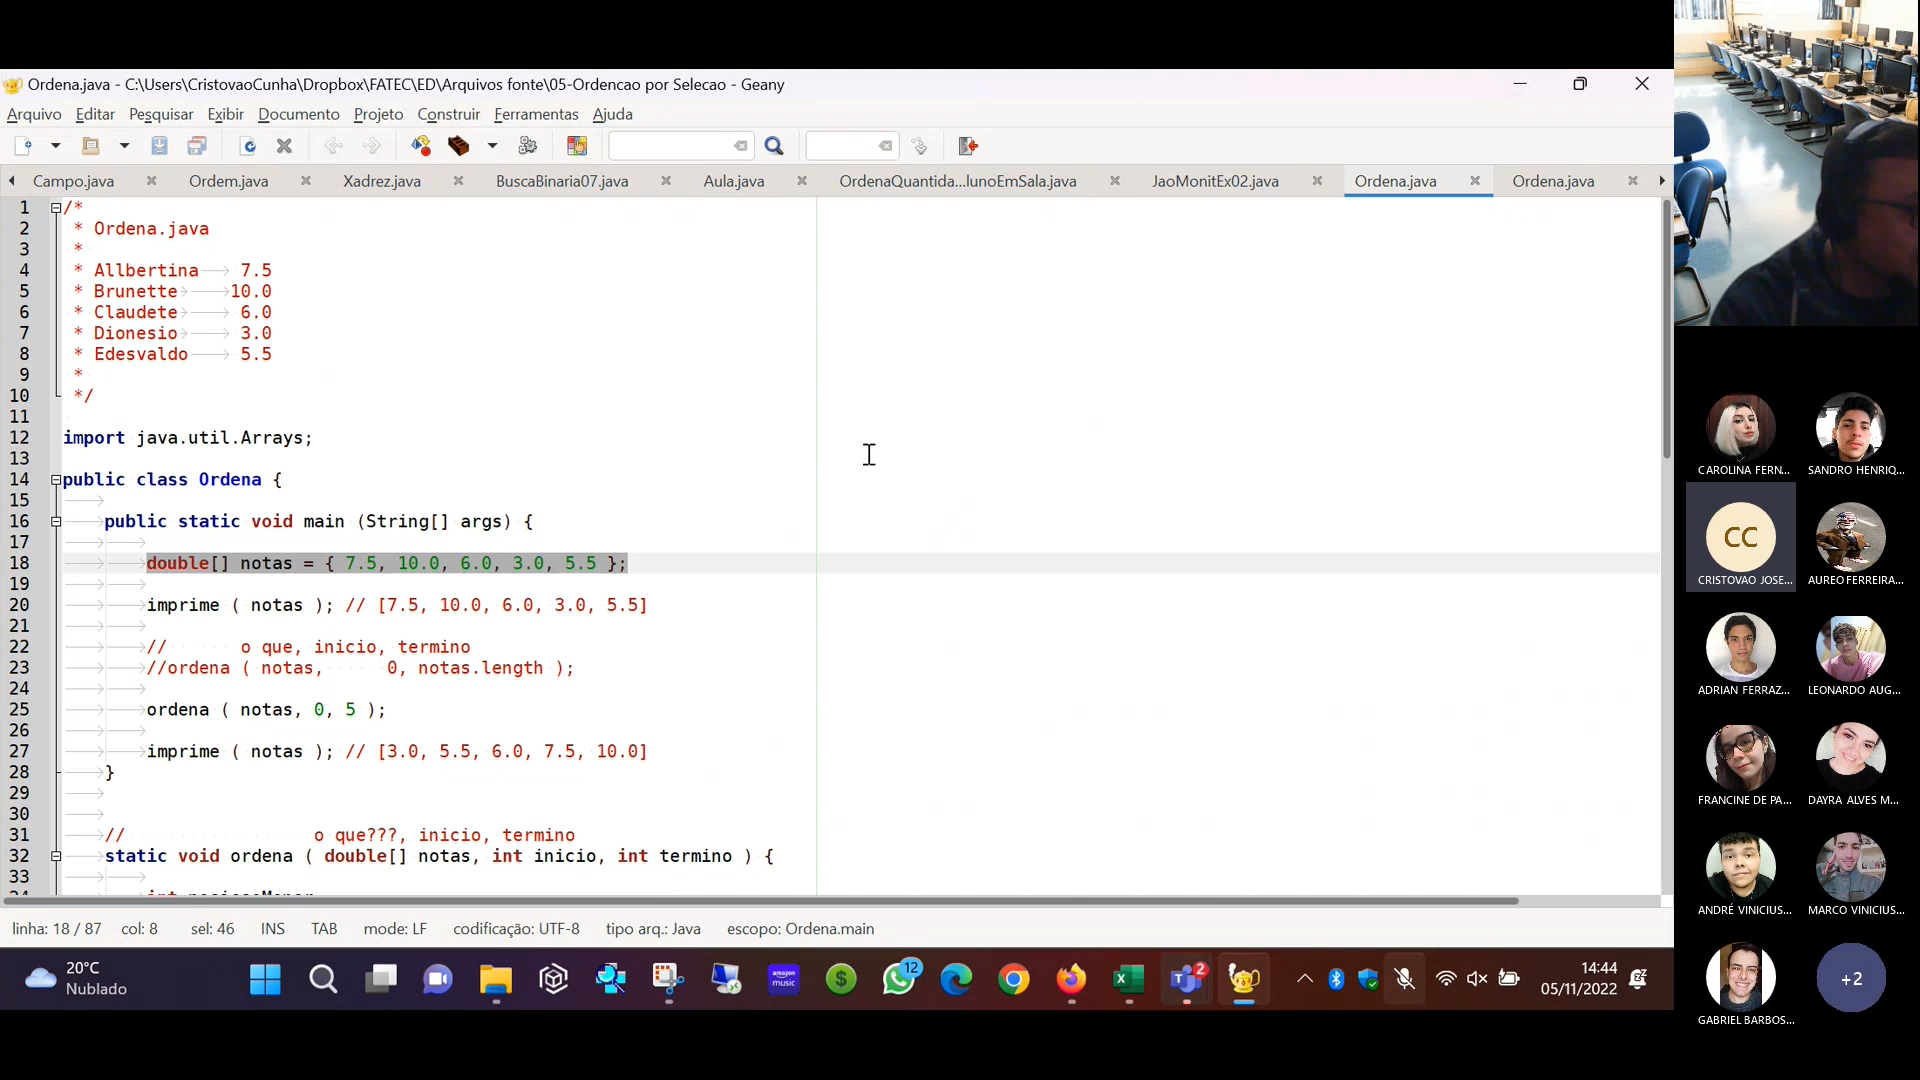 Ordena.java - C:\Users\CristovaoCunha\Dropbox\FATEC\ED\Arquivos fonte\05-Ordencao por Selecao - Geany
Arquivo Editar Pesquisar Exibir Documento Projeto Construir Ferramentas Ajuda
Campo.java Ordem.java Xadrez.java BuscaBinaria07.java Aula.java OrdenaQuantida...lunoEmSala.java JaoMonitEx02.java Ordena.java Ordena.java
1 /*
2 * Ordena.java
3 *
4 * Allbertina 7.5
5 * Brunette 10.0
6 * Claudete 6.0
7 * Dionesio 3.0
8 * Edesvaldo 5.5
9 *
10 */
11
12 import java.util.Arrays;
13
14 public class Ordena {
15
16 public static void main (String[] args) {
17
18 double[] notas = { 7.5, 10.0, 6.0, 3.0, 5.5 };
19
20 imprime ( notas ); // [7.5, 10.0, 6.0, 3.0, 5.5]
21
22 // o que, inicio, termino
23 //ordena ( notas, 0, notas.length );
24
25 ordena ( notas, 0, 5 );
26
27 imprime ( notas ); // [3.0, 5.5, 6.0, 7.5, 10.0]
28 }
29
30
31 // o que???, inicio, termino
32 static void ordena ( double[] notas, int inicio, int termino ) {
33
linha: 18 / 87 col: 8 sel: 46 INS TAB mode: LF codificação: UTF-8 tipo arq.: Java escopo: Ordena.main
20°C
Nublado
amazon
music
12
2
14:44
05/11/2022
CAROLINA FERN... SANDRO HENRIQ...
CC
CRISTOVAO JOSE... AUREO FERREIRA...
ADRIAN FERRAZ... LEONARDO AUG...
FRANCINE DE PA... DAYRA ALVES M...
ANDRÉ VINICIUS... MARCO VINICIUS...
+2
GABRIEL BARBOS...